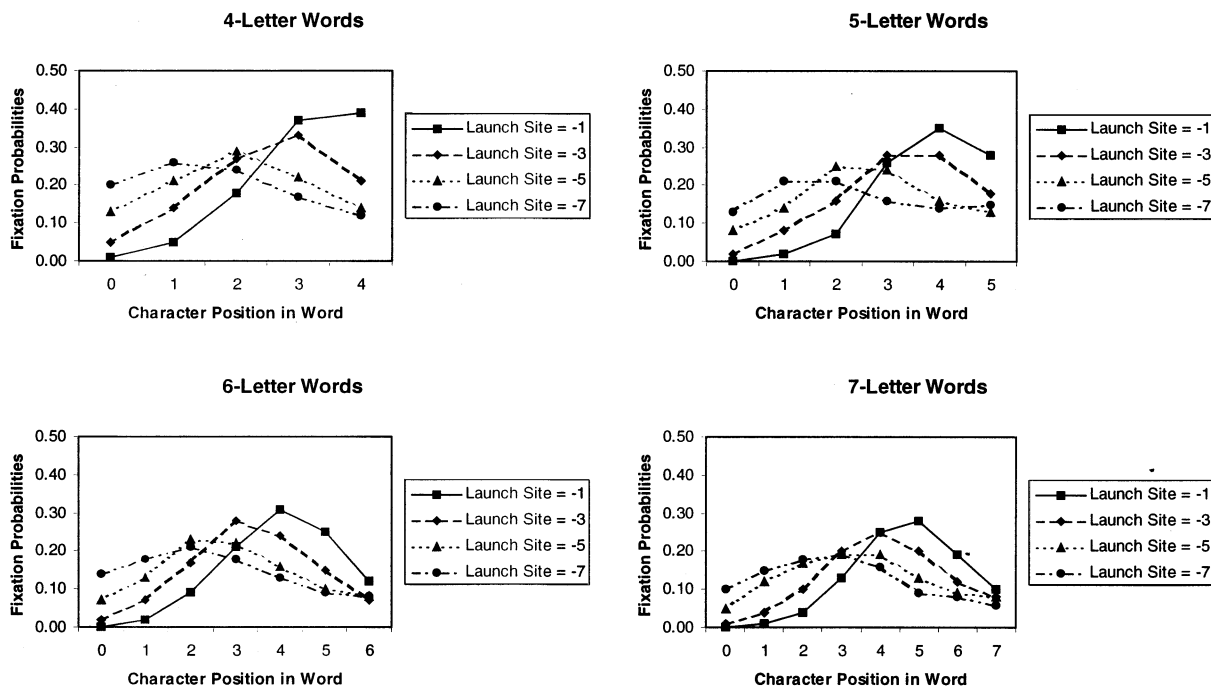 4-Letter Words
0.50
0.40
0.30
0.20
0.10
0.00
Fixation Probabilities
0 1 2 3 4
Character Position in Word
Launch Site = -1
Launch Site = -3
Launch Site = -5
Launch Site = -7
5-Letter Words
0.50
0.40
0.30
0.20
0.10
0.00
Fixation Probabilities
0 1 2 3 4 5
Character Position in Word
Launch Site = -1
Launch Site = -3
Launch Site = -5
Launch Site = -7
6-Letter Words
0.50
0.40
0.30
0.20
0.10
0.00
Fixation Probabilities
0 1 2 3 4 5 6
Character Position in Word
Launch Site = -1
Launch Site = -3
Launch Site = -5
Launch Site = -7
7-Letter Words
0.50
0.40
0.30
0.20
0.10
0.00
Fixation Probabilities
0 1 2 3 4 5 6 7
Character Position in Word
Launch Site = -1
Launch Site = -3
Launch Site = -5
Launch Site = -7